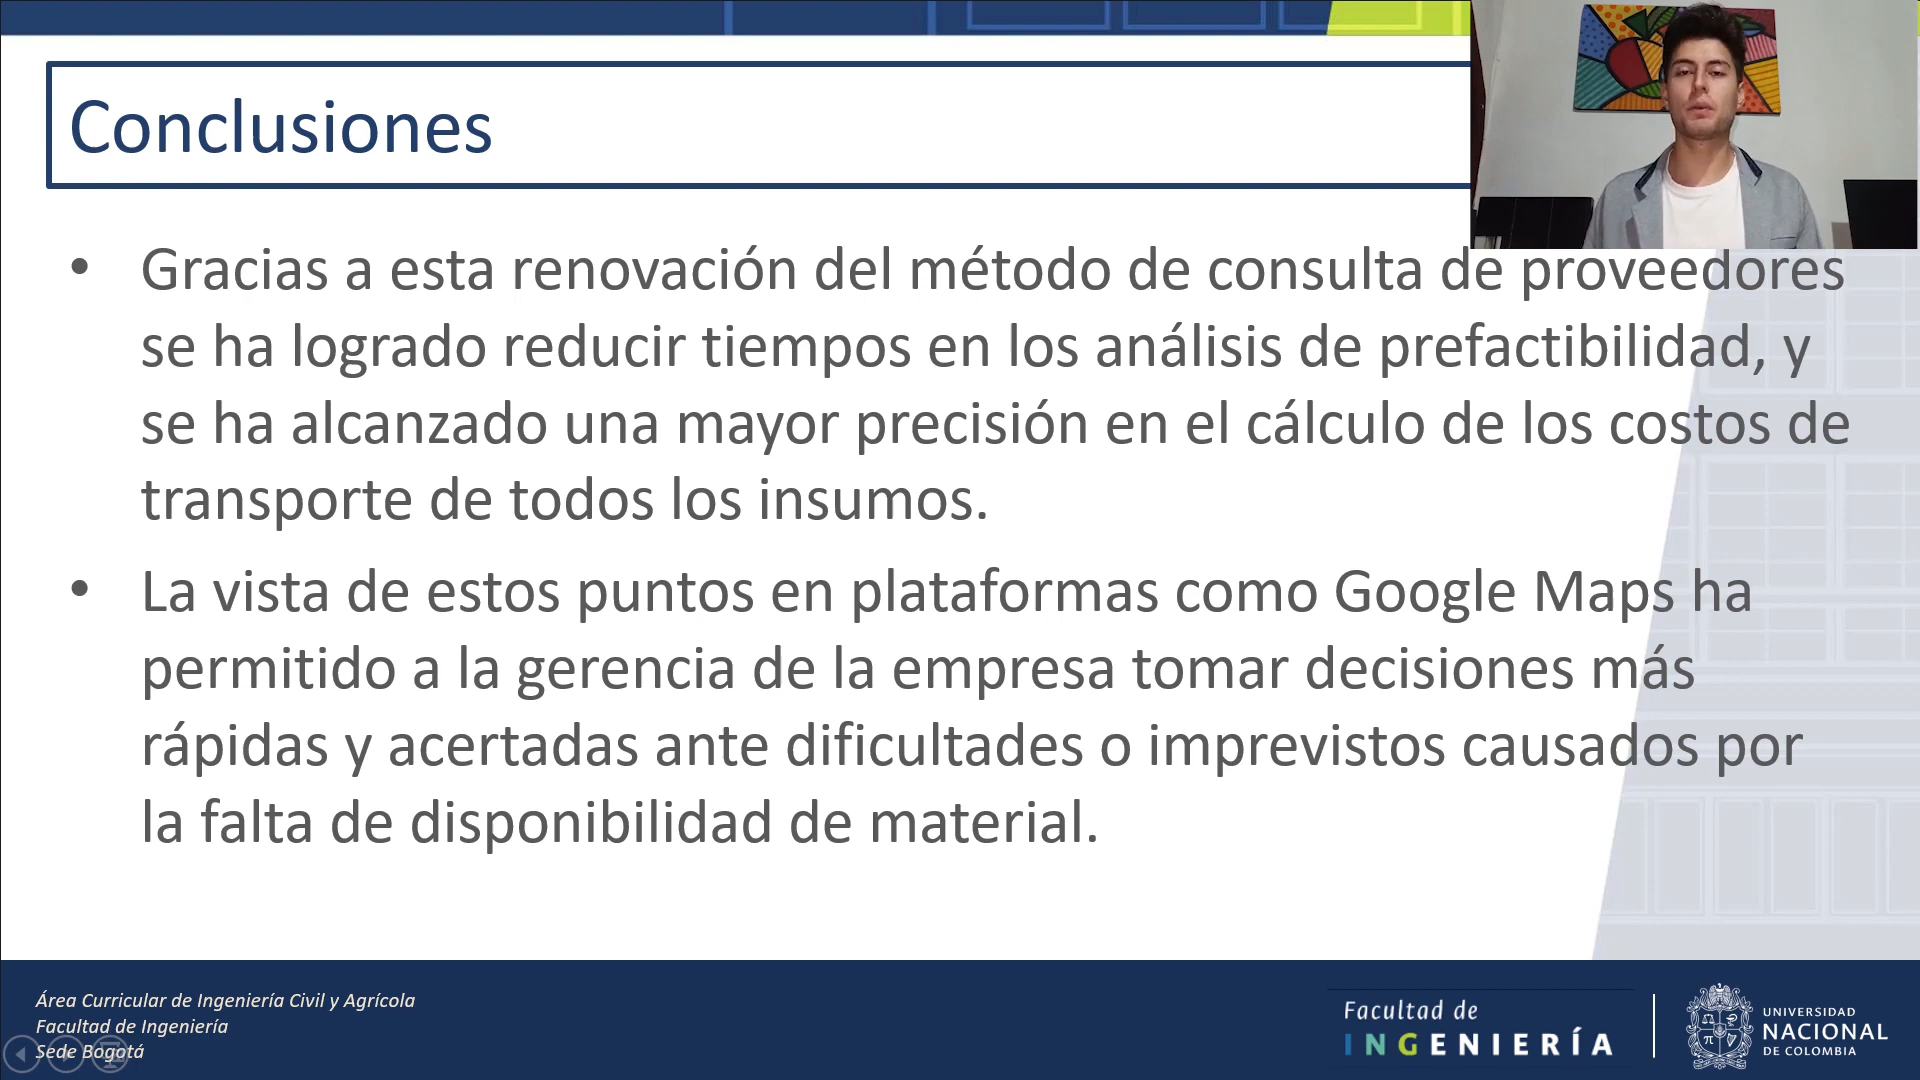 Conclusiones
• Gracias a esta renovación del método de consulta de proveedores
se ha logrado reducir tiempos en los análisis de prefactibilidad, y
se ha alcanzado una mayor precisión en el cálculo de los costos de
transporte de todos los insumos.
• La vista de estos puntos en plataformas como Google Maps ha
permitido a la gerencia de la empresa tomar decisiones más
rápidas y acertadas ante dificultades o imprevistos causados por
la falta de disponibilidad de material.
Área Curricular de Ingeniería Civil y Agrícola
Facultad de Ingeniería
Sede Bogotá
Facultad de
INGENIERÍA
UNIVERSIDAD
NACIONAL
DE COLOMBIA